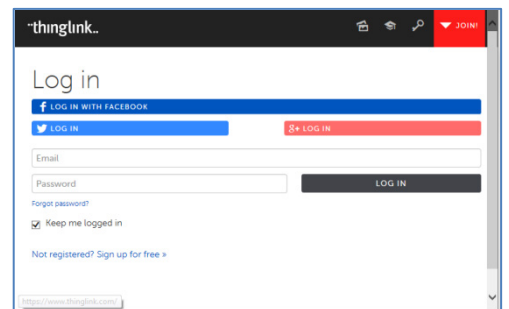 thinglink..
JOIN!
Log in
LOG IN WITH FACEBOOK
LOG IN
8+ LOG IN
Email
Password
LOG IN
Forgot password?
Keep me logged in
Not registered? Sign up for free »
https://www.thinglink.com/